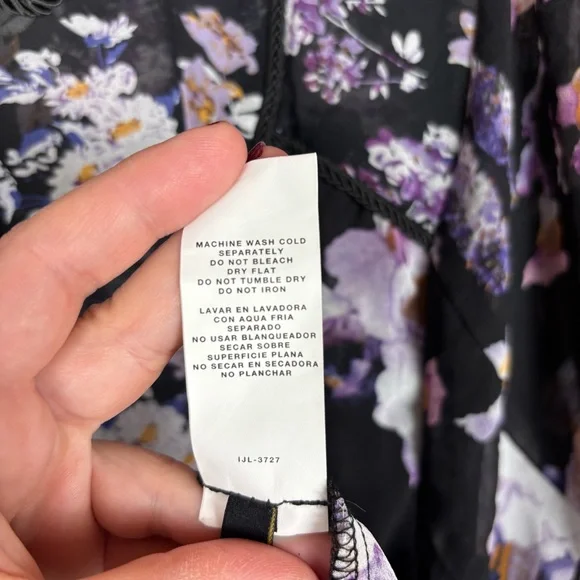 MACHINE WASH COLD
SEPARATELY
DO NOT BLEACH
DRY FLAT
DO NOT TUMBLE DRY
DO NOT IRON
LAVAR EN LAVADORA
CON AQUA FRIA
SEPARADO
NO USAR BLANQUEADOR
SECAR SOBRE
SUPERFICIE PLANA
NO SECAR EN SECADORA
NO PLANCHAR
IJL-3727